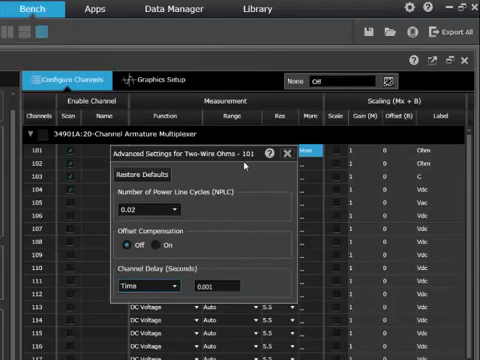 Bench Apps Data Manager Library
Export All
Configure Channels Graphics Setup None Off
Enable Channel Measurement Scaling (Mx + B)
Channels Scan Name Function Range Res More Scale Gain (M) Offset (B) Label
34901A:20-Channel Armature Multiplexer
101 More 1 0 Ohm
102 ... 1 0 Ohm
103 ... 1 0 C
104 ... 1 0 Vdc
105 ... 1 0 Vdc
106 ... 1 0 Vdc
107 ... 1 0 Vdc
108 ... 1 0 Vdc
109 ... 1 0 Vdc
110 ... 1 0 Vdc
111 ... 1 0 Vdc
112 ... 1 0 Vdc
113 DC Voltage Auto 5.5 ... 1 0 Vdc
114 DC Voltage Auto 5.5 ... 1 0 Vdc
115 DC Voltage Auto 5.5 ... 1 0 Vdc
116 DC Voltage Auto 5.5 ... 1 0 Vdc
Advanced Settings for Two-Wire Ohms - 101
Restore Defaults
Number of Power Line Cycles (NPLC)
0.02
Offset Compensation
Off On
Channel Delay (Seconds)
Time 0.001